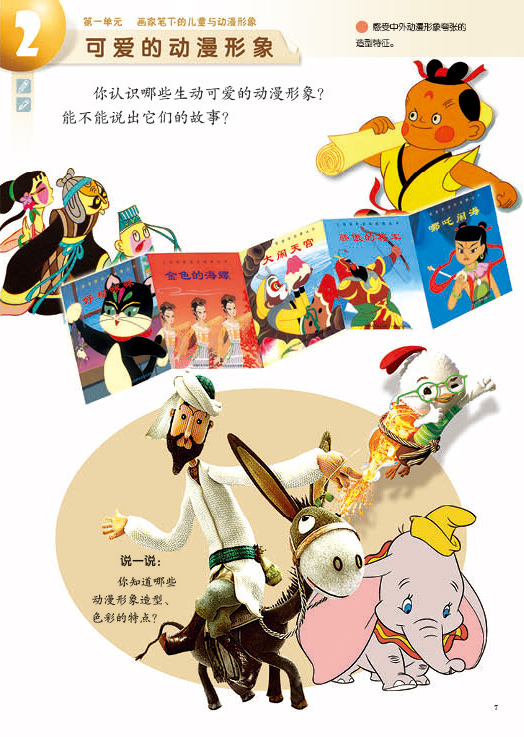 2
第一单元 画家笔下的儿童与动漫形象
可爱的动漫形象
感受中外动漫形象夸张的
造型特征。
你认识哪些生动可爱的动漫形象？
能不能说出它们的故事？
金色的海螺
大闹天宫
骄傲的将军
哪吒闹海
说一说：
你知道哪些
动漫形象造型、
色彩的特点？
7